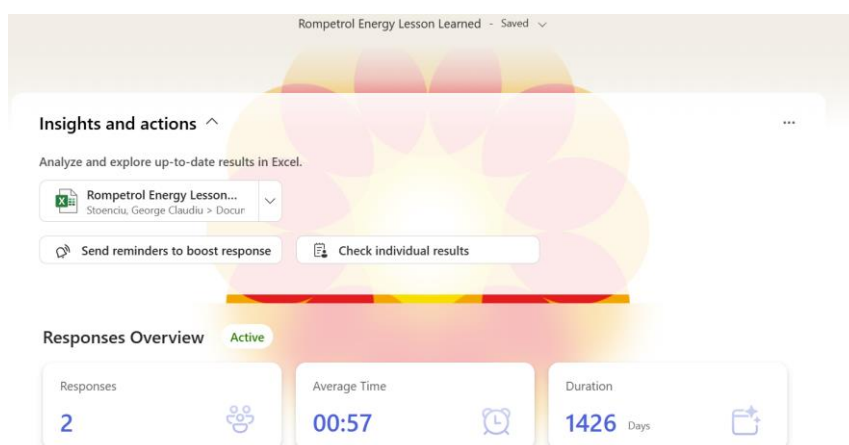 Rompetrol Energy Lesson Learned - Saved
Insights and actions
...
Analyze and explore up-to-date results in Excel.
Rompetrol Energy Lesson...
Stoenciu, George Claudiu > Docur
Send reminders to boost response
Check individual results
Responses Overview Active
Responses Average Time Duration
2 00:57 1426 Days